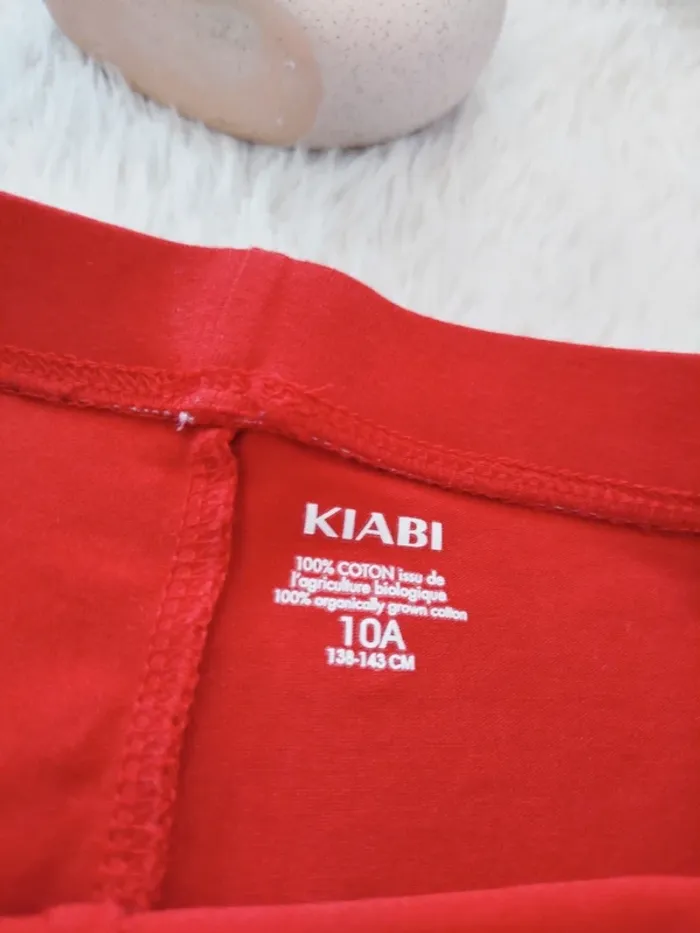 KIABI
100% COTON issu de
l'agriculture biologique
100% organically grown cotton
10A
138-143 CM